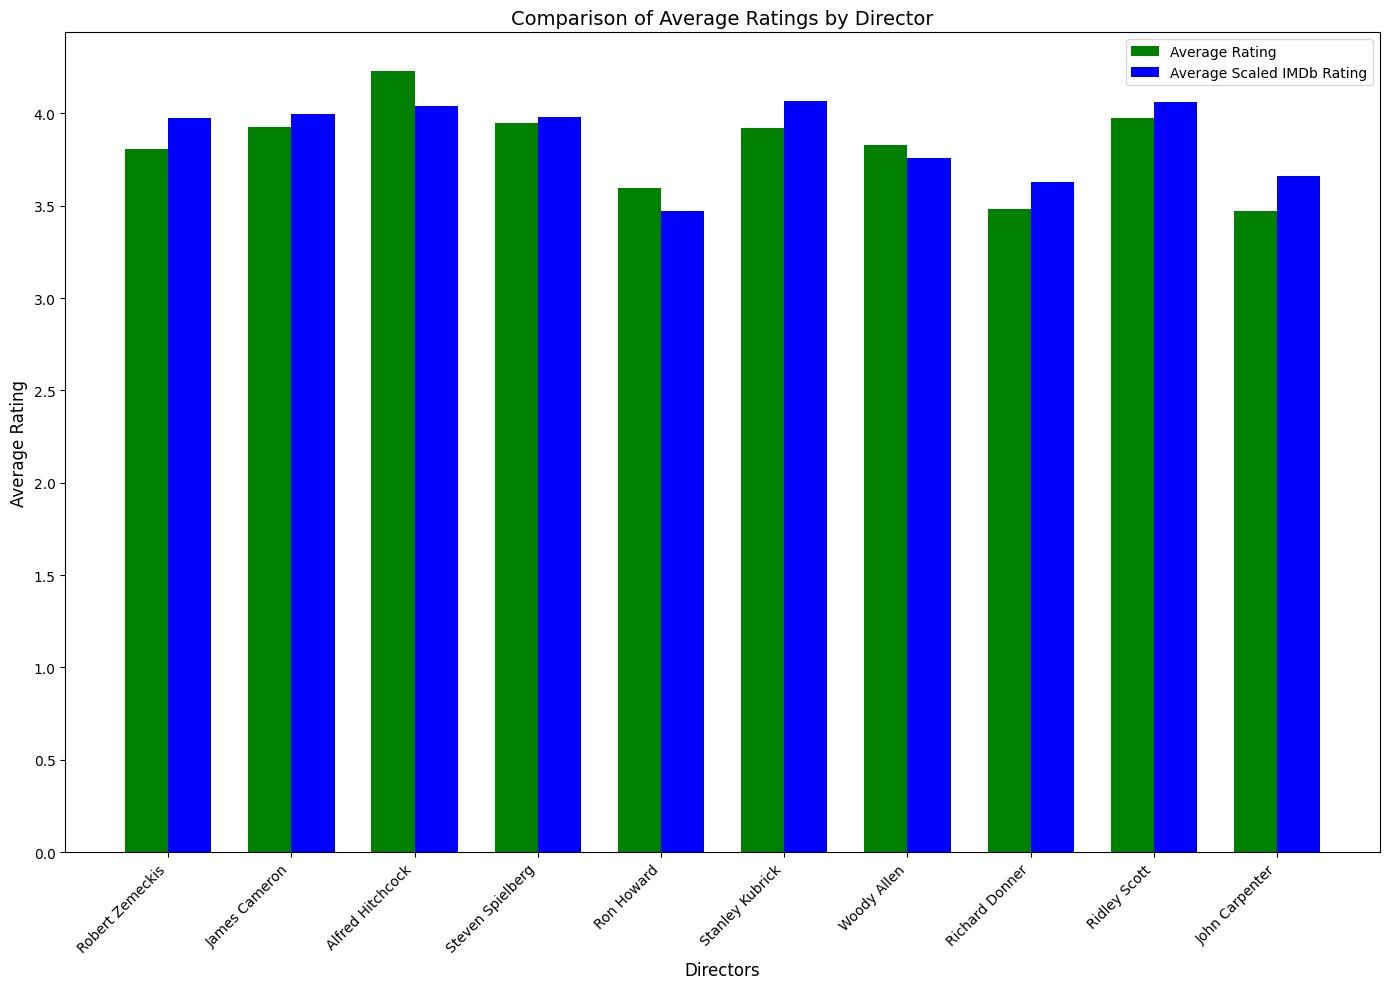 Comparison of Average Ratings by Director
Average Rating
Average Scaled IMDb Rating
Average Rating
4.0
3.5
3.0
2.5
2.0
1.5
1.0
0.5
0.0
Robert Zemeckis
James Cameron
Alfred Hitchcock
Steven Spielberg
Ron Howard
Stanley Kubrick
Woody Allen
Richard Donner
Ridley Scott
John Carpenter
Directors